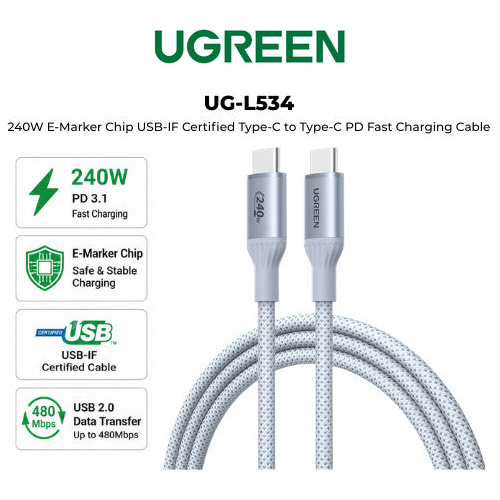 UGREEN
UG-L534
240W E-Marker Chip USB-IF Certified Type-C to Type-C PD Fast Charging Cable
240W
PD 3.1
Fast Charging
E-Marker Chip
Safe & Stable
Charging
CERTIFIED USB™
USB-IF
Certified Cable
480
Mbps
USB 2.0
Data Transfer
Up to 480Mbps
240W
UGREEN